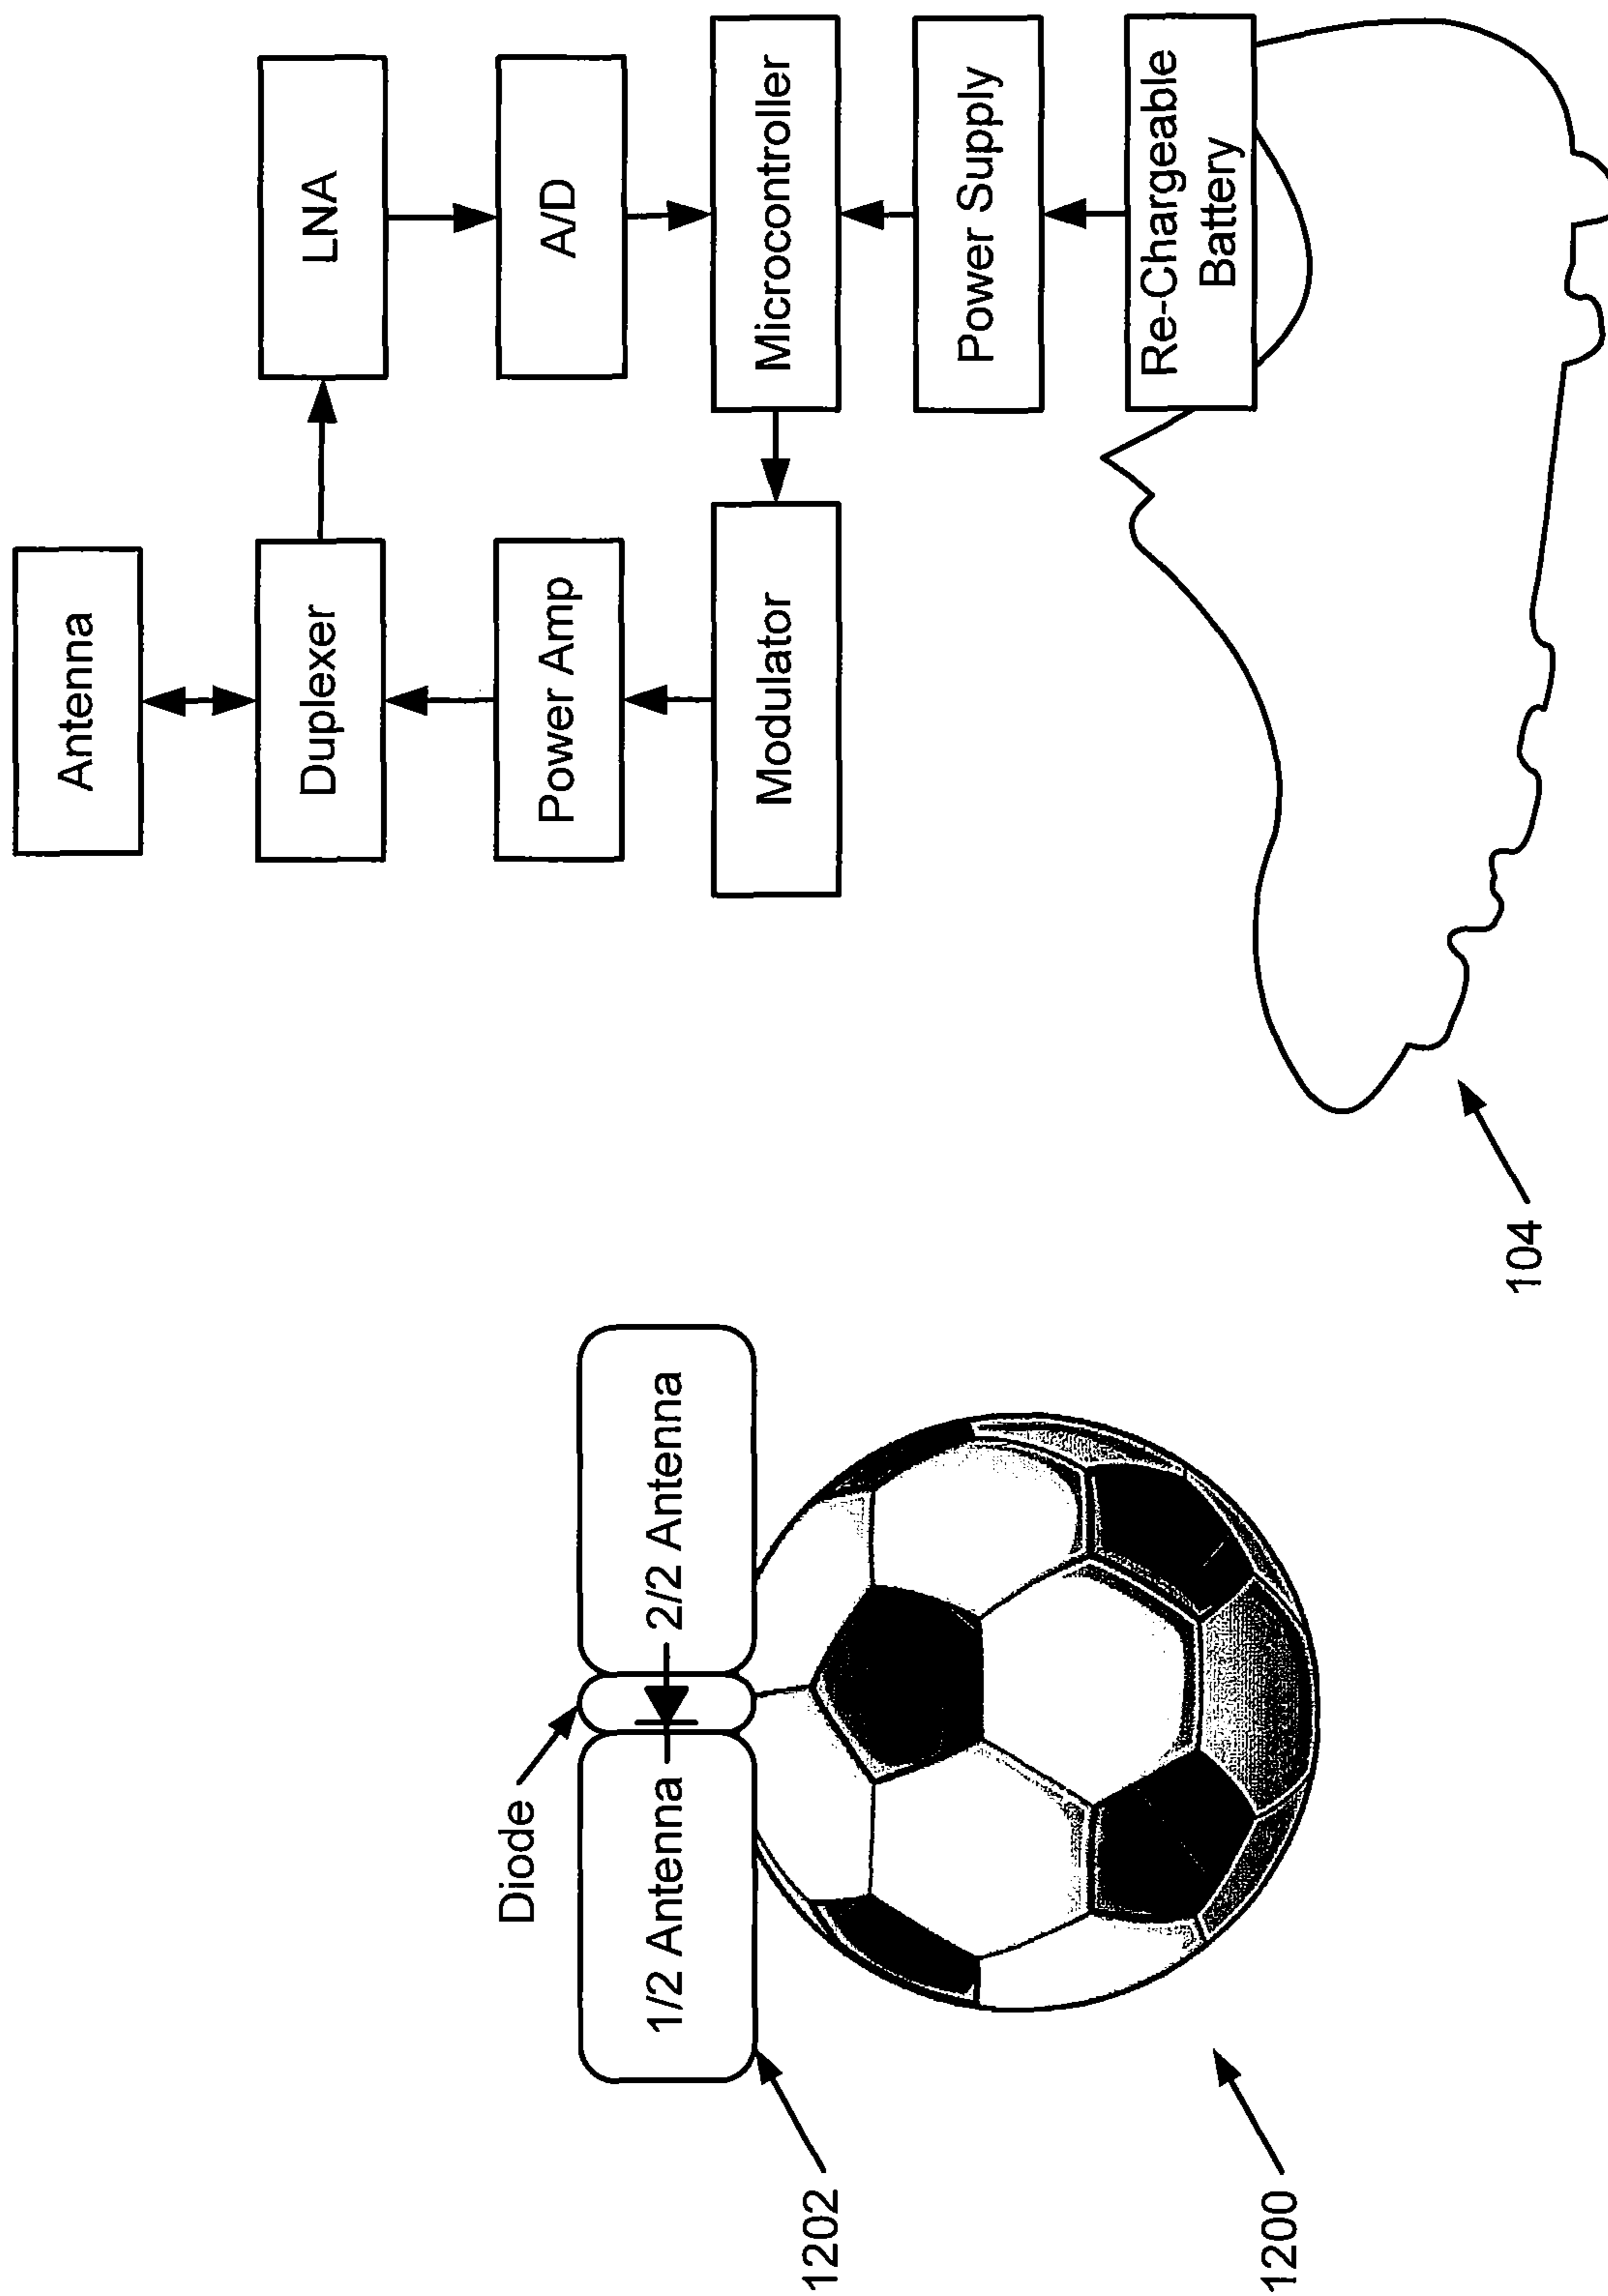 Antenna
Duplexer
LNA
Power Amp
A/D
Modulator
Microcontroller
Power Supply
Re-Chargeable
Battery
104
Diode
1/2 Antenna
2/2 Antenna
1202
1200